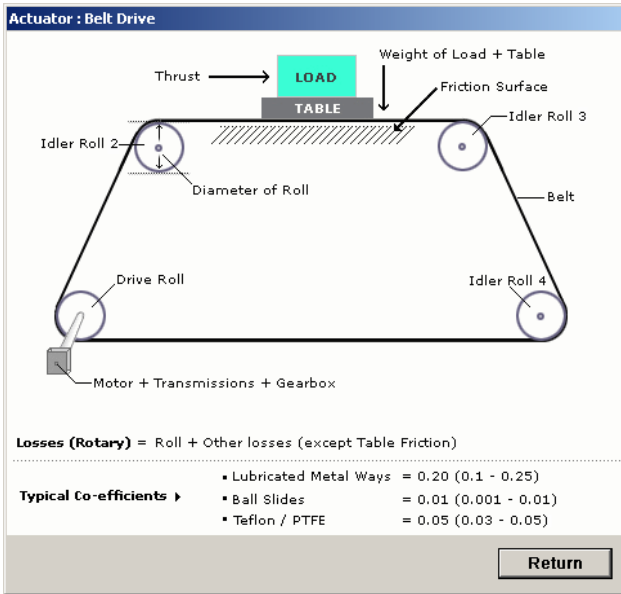 Actuator : Belt Drive
Weight of Load + Table
Thrust
LOAD
Friction Surface
TABLE
Idler Roll 3
Idler Roll 2
Diameter of Roll
Belt
Drive Roll
Idler Roll 4
Motor + Transmissions + Gearbox
Losses (Rotary) = Roll + Other losses (except Table Friction)
▪ Lubricated Metal Ways = 0.20 (0.1 - 0.25)
Typical Co-efficients ▸ ▪ Ball Slides = 0.01 (0.001 - 0.01)
▪ Teflon / PTFE = 0.05 (0.03 - 0.05)
Return